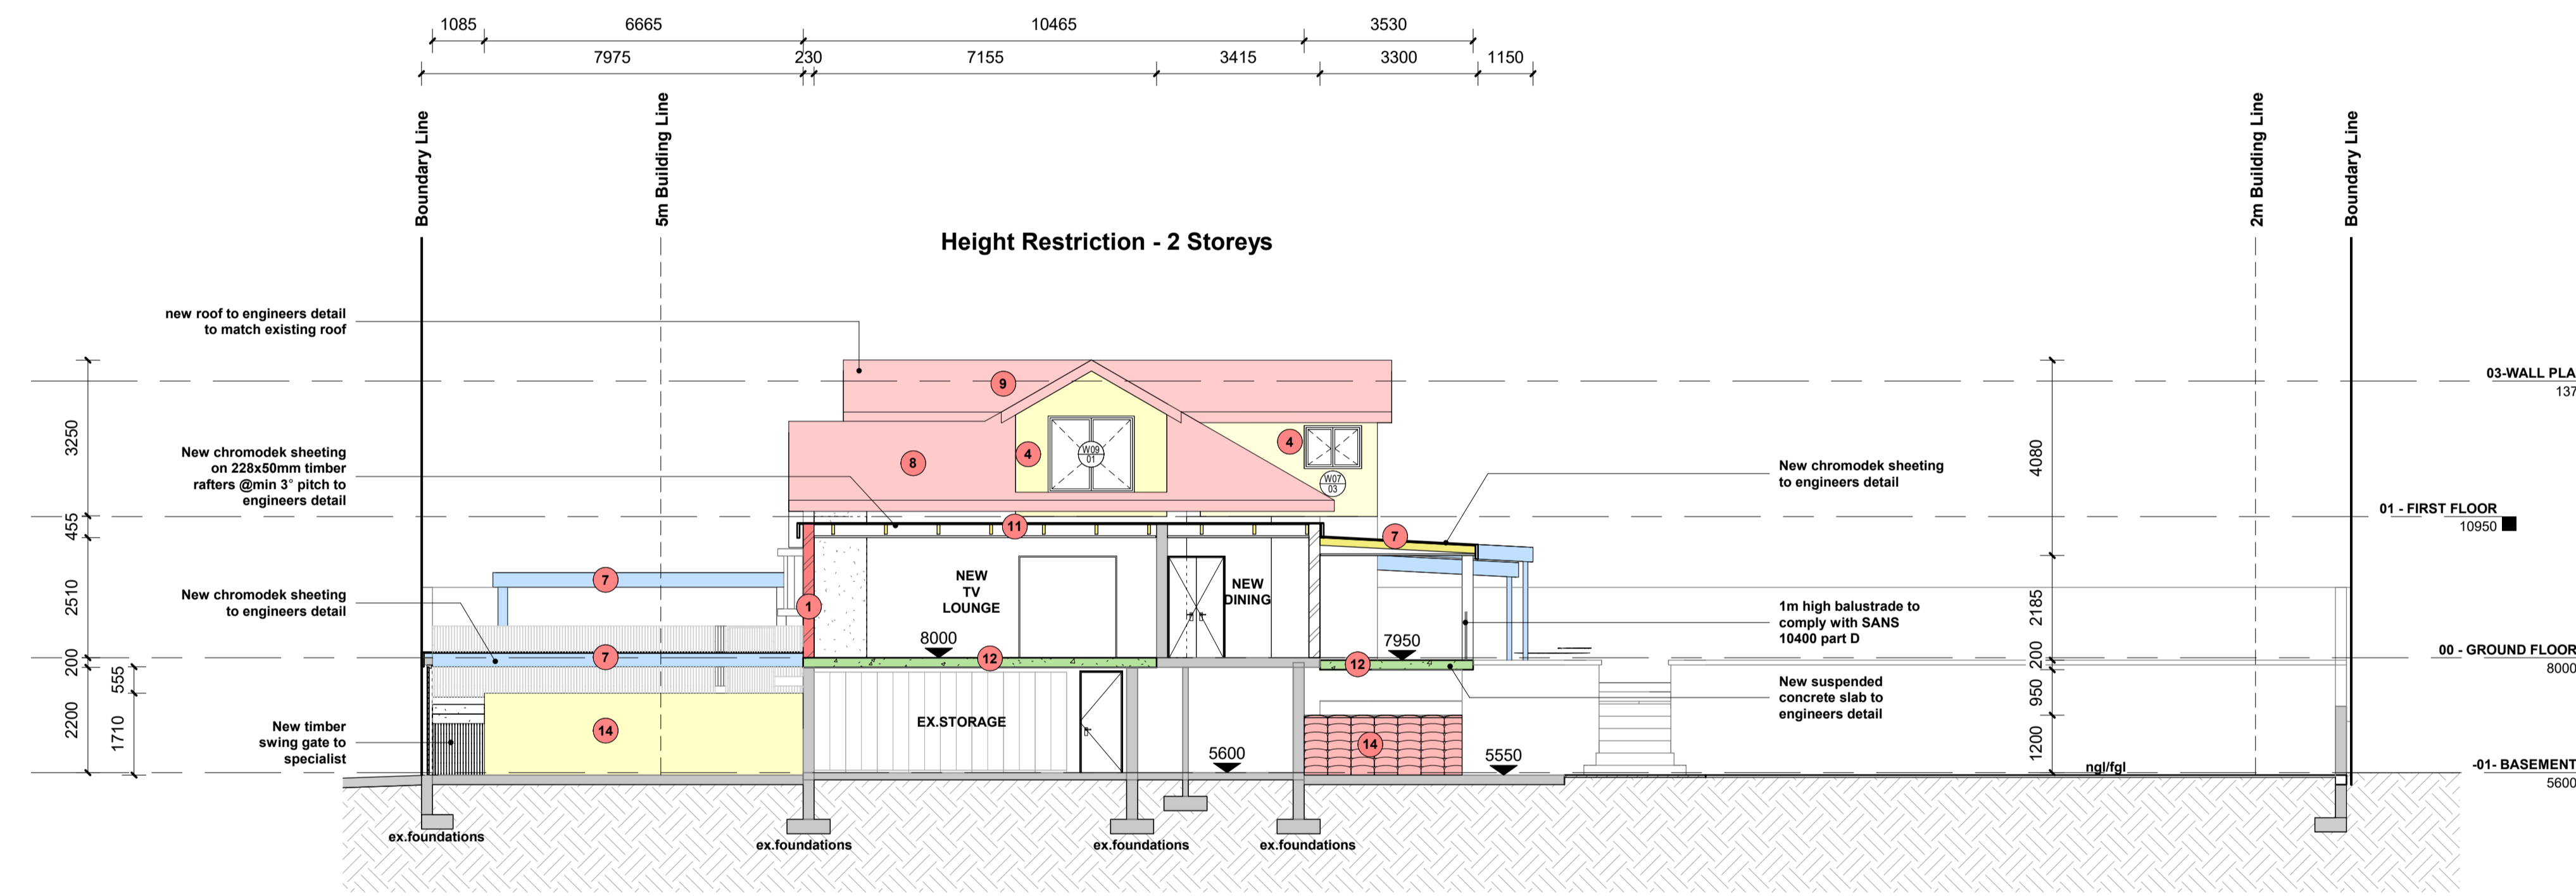 1085 6665 10465 3530
7975 230 7155 3415 3300 1150
Boundary Line
5m Building Line
2m Building Line
Boundary Line
Height Restriction - 2 Storeys
new roof to engineers detail
to match existing roof
9
03-WALL PLA
137
3250
4
4
W09
01
8
W07
03
4080
New chromodek sheeting
on 228x50mm timber
rafters @min 3° pitch to
engineers detail
New chromodek sheeting
to engineers detail
455
11
7
01 - FIRST FLOOR
10950
2510
7
New chromodek sheeting
to engineers detail
1
NEW
TV
LOUNGE
NEW
DINING
1m high balustrade to
comply with SANS
10400 part D
2185
8000
7950
200
7
12
12
200
00 - GROUND FLOOR
8000
555
New suspended
concrete slab to
engineers detail
950
2200
1710
New timber
swing gate to
specialist
14
EX.STORAGE
14
1200
5600
5550
ngl/fgl
-01- BASEMENT
5600
ex.foundations
ex.foundations
ex.foundations
ex.foundations